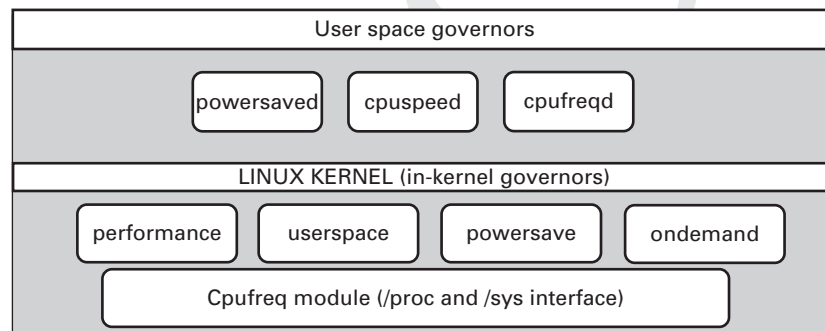 User space governors
powersaved cpuspeed cpufreqd
LINUX KERNEL (in-kernel governors)
performance userspace powersave ondemand
Cpufreq module (/proc and /sys interface)